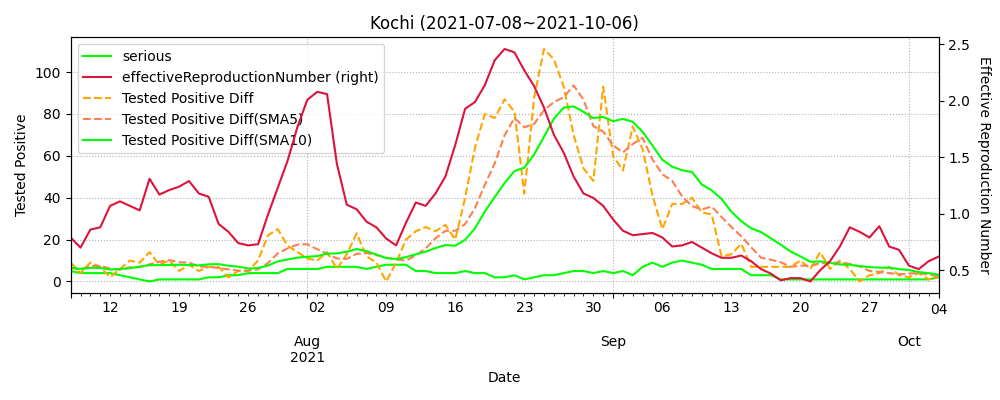 Kochi (2021-07-08~2021-10-06)
serious
effectiveReproductionNumber (right)
Tested Positive Diff
Tested Positive Diff(SMA5)
Tested Positive Diff(SMA10)
Tested Positive
100
80
60
40
20
0
2.5
2.0
1.5
1.0
0.5
Effective Reproduction Number
12 19 26 02 09 16 23 30 06 13 20 27 04
Aug Sep Oct
2021
Date